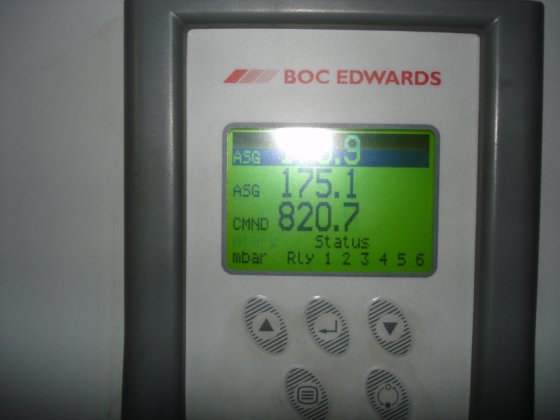 BOC EDWARDS
ASG
ASG 175.1
CMND 820.7
Status
mbar Rly 1 2 3 4 5 6